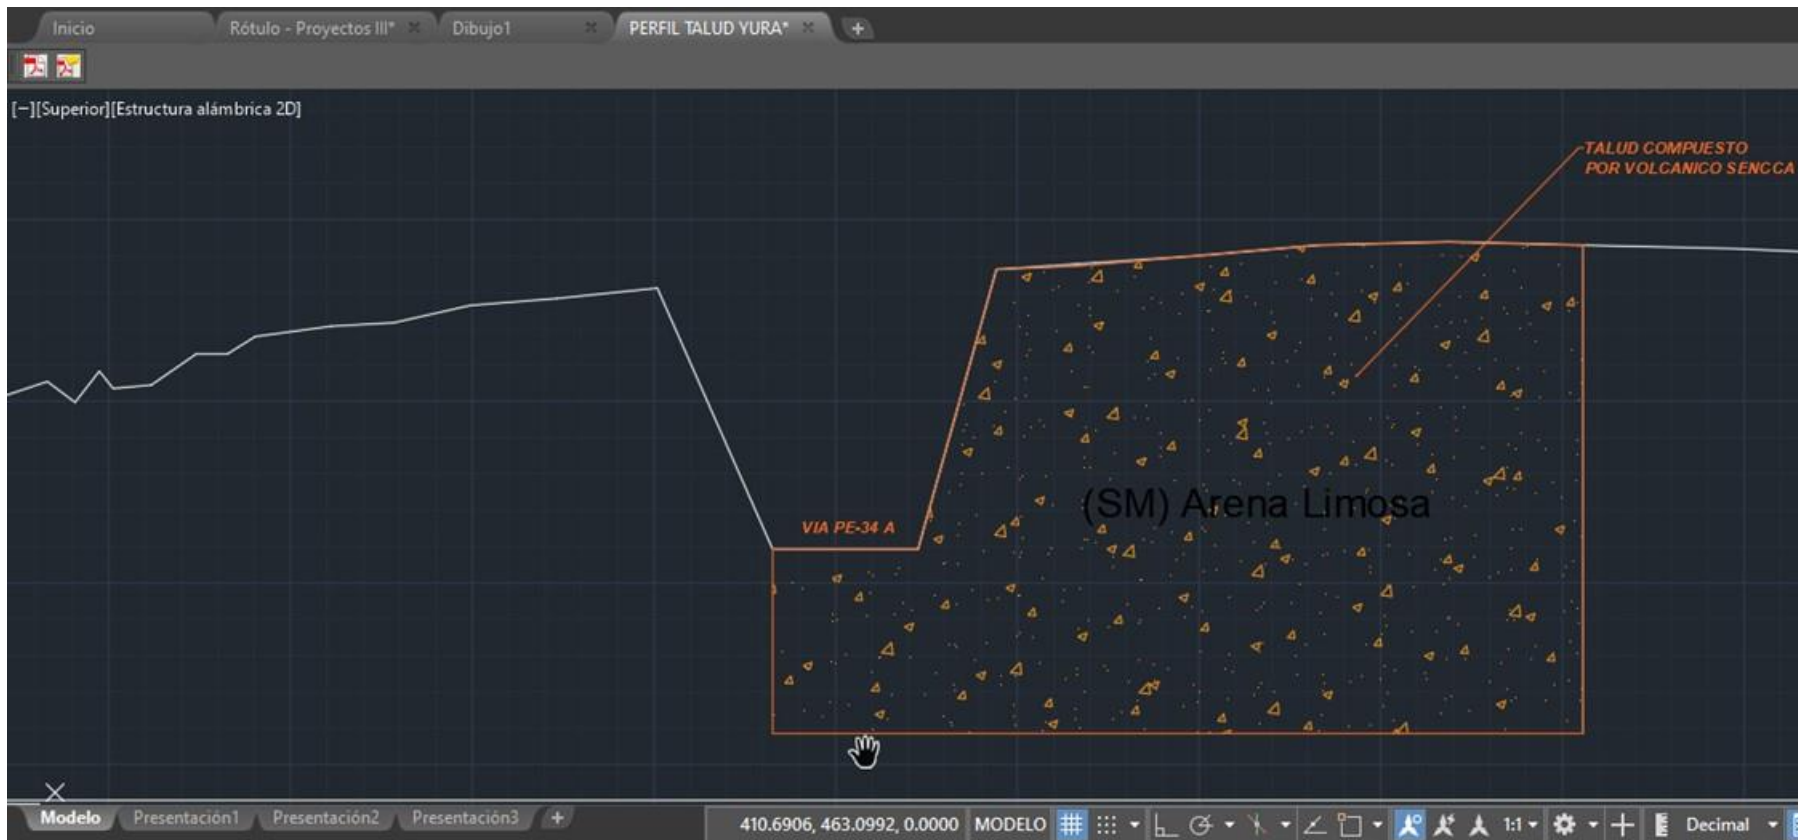 Inicio
Rótulo - Proyectos III*
Dibujo1
PERFIL TALUD YURA*
[−][Superior][Estructura alámbrica 2D]
TALUD COMPUESTO
POR VOLCANICO SENCCA
(SM) Arena Limosa
VIA PE-34 A
Modelo
Presentación1
Presentación2
Presentación3
410.6906, 463.0992, 0.0000
MODELO
1:1
Decimal